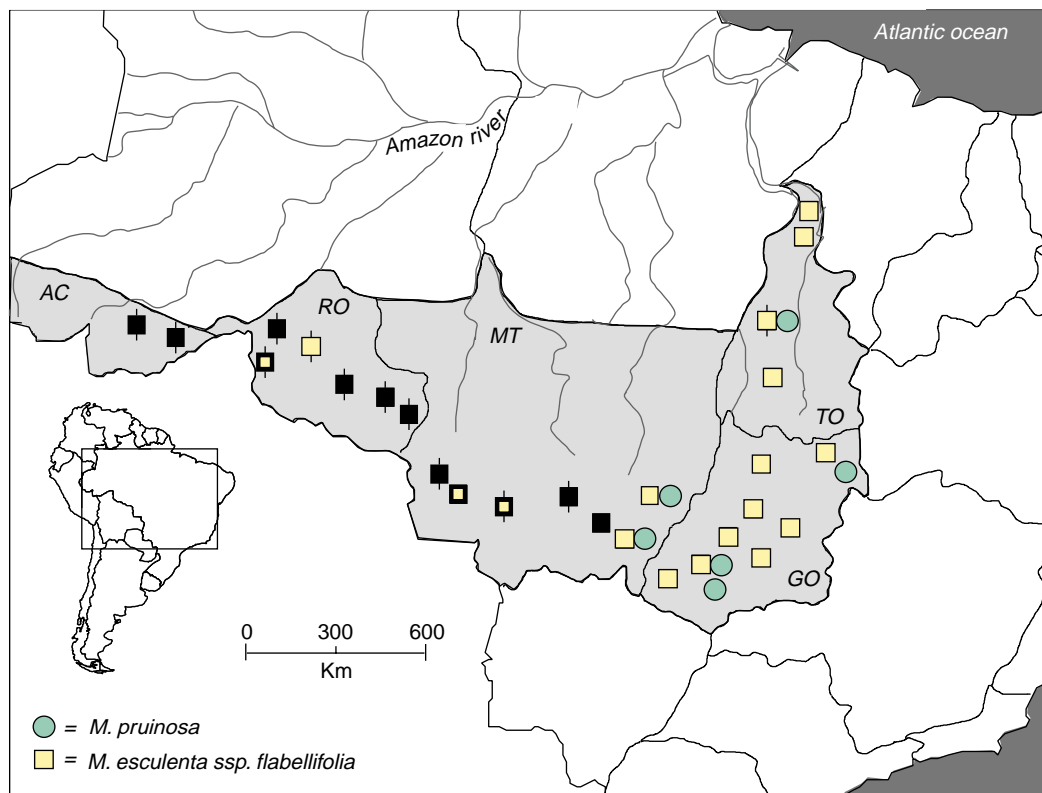 Atlantic ocean
Amazon river
AC
RO
MT
TO
GO
0 300 600
Km
= M. pruinosa
= M. esculenta ssp. flabellifolia